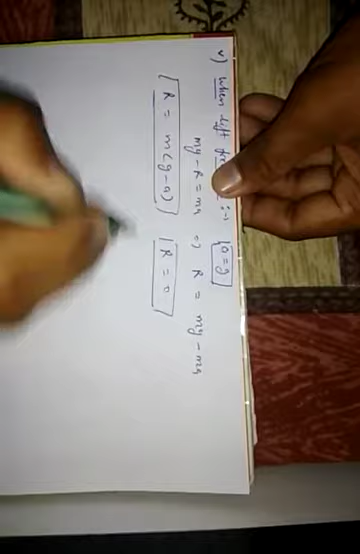 v) When lift :→ [a=g]
mg - R = ma ⇒ R = mg - ma
[R = m(g-a)] [R = 0]